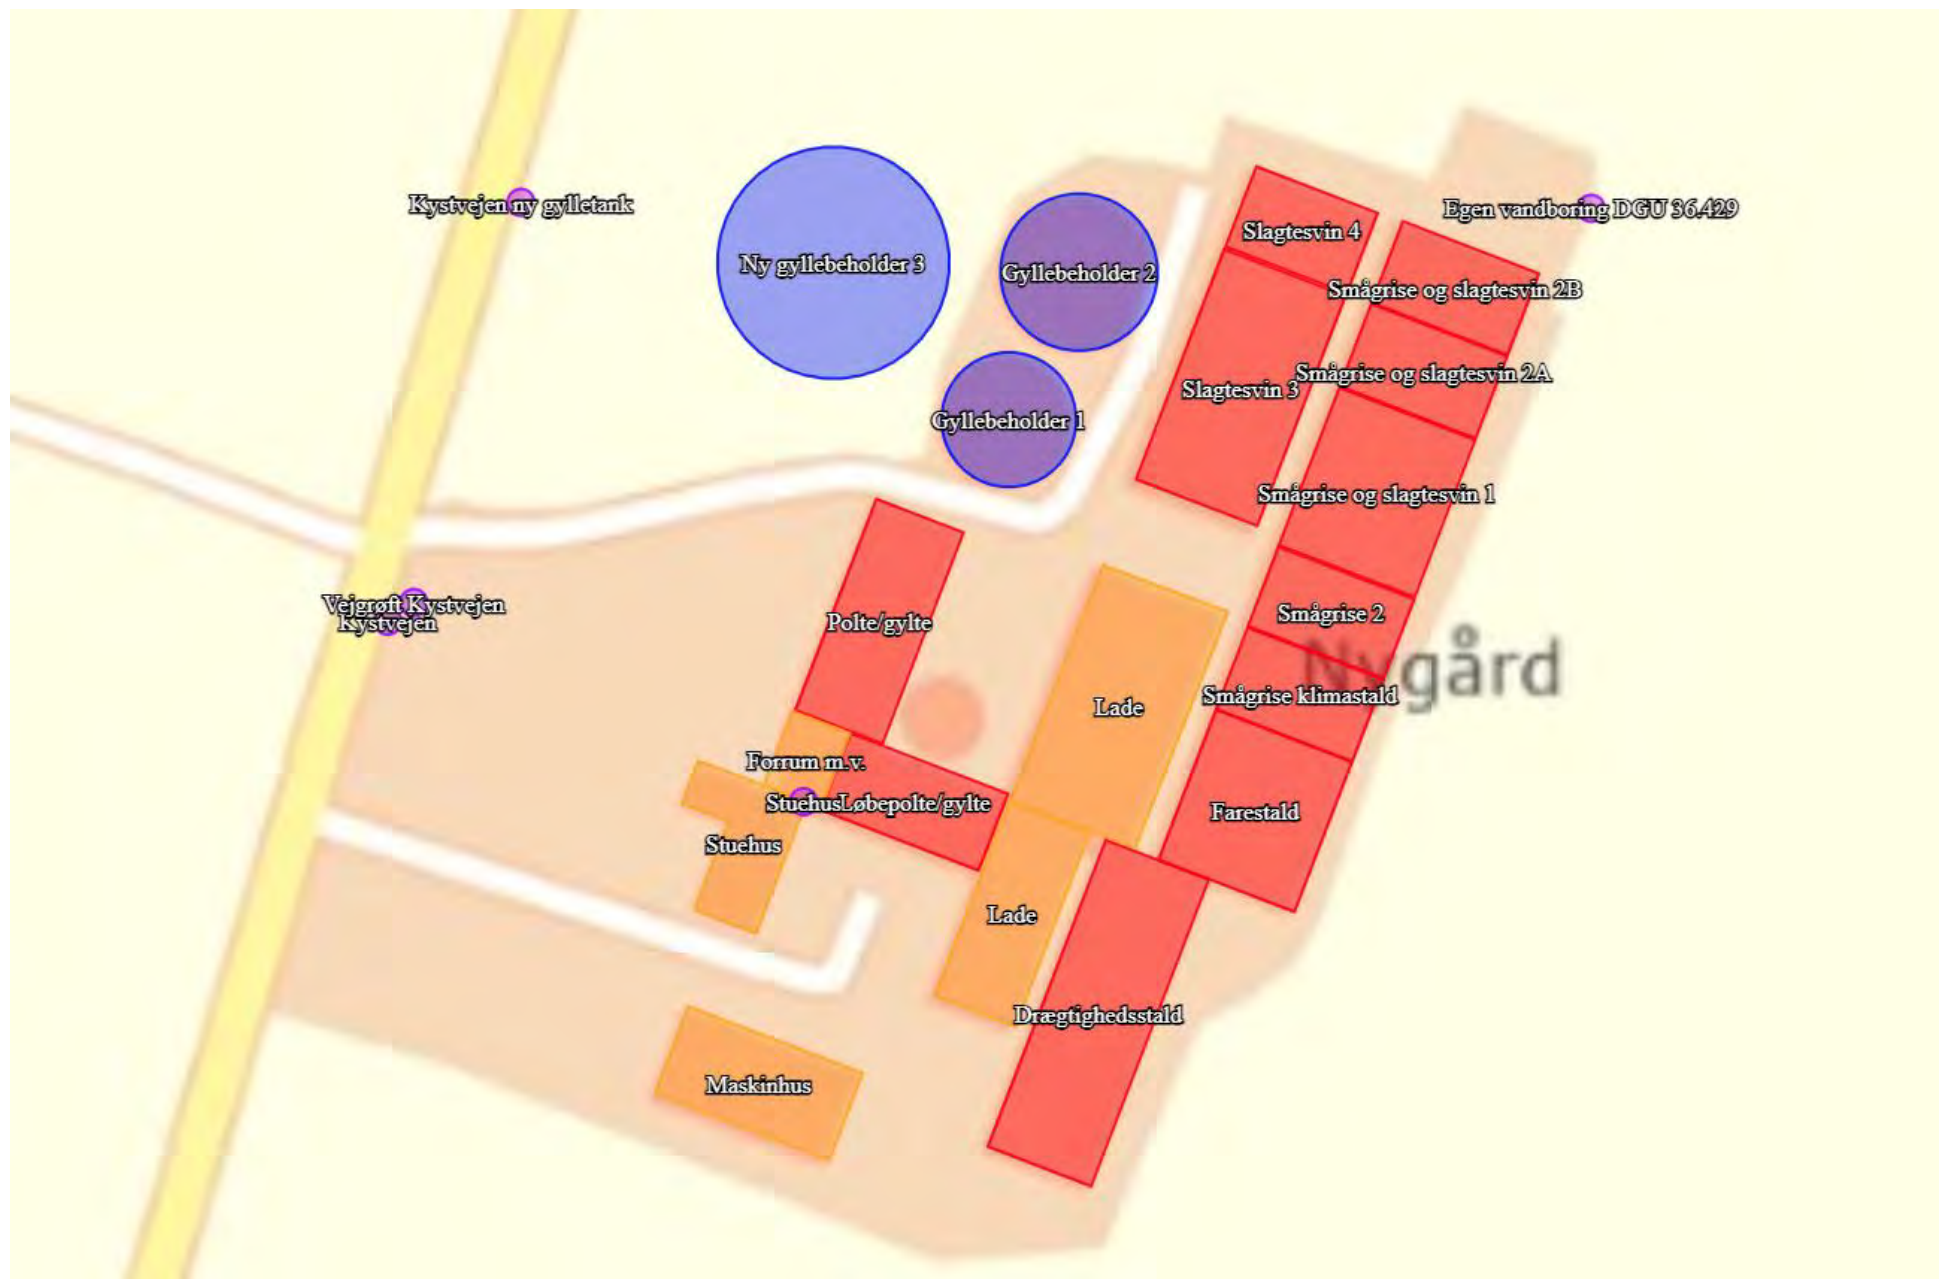 Kystvejen ny gylletank
Egen vandboring DGU 36.429
Slagtesvin 4
Ny gyllebeholder 3
Gyllebeholder 2
Smågrise og slagtesvin 2B
Smågrise og slagtesvin 2A
Slagtesvin 3
Gyllebeholder 1
Smågrise og slagtesvin 1
Vejgrøft Kystvejen
Kystvejen
Polte/gylte
Smågrise 2
Nygård
Smågrise klimastald
Lade
Forrum m.v.
Stuehus
Løbepolte/gylte
Farestald
Stuehus
Lade
Drægtighedsstald
Maskinhus